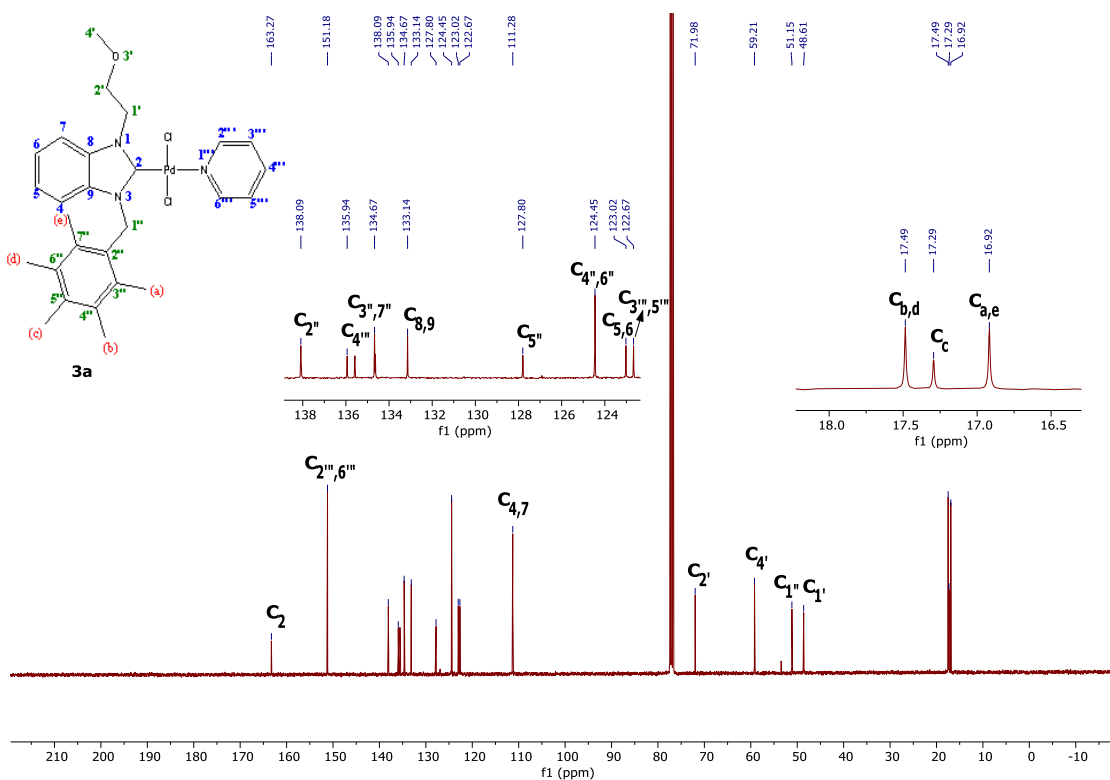 163.27
151.18
138.09
135.94
134.67
133.14
127.80
124.45
123.02
122.67
111.28
71.98
59.21
51.15
48.61
17.49
17.29
16.92
4'
O 3'
2'
1'
7
6
8
N 1
5
9
N 3
4
2
Cl
Pd
Cl
1''' N
2'''
3'''
4'''
5'''
6'''
1''
(e)
7''
2''
(d)
6''
3''
(a)
5''
4''
(c)
(b)
3a
138.09
135.94
134.67
133.14
127.80
124.45
123.02
122.67
C2''
C4'''
C3'',7''
C8,9
C5''
C4'',6''
C5,6
C3''',5'''
138 136 134 132 130 128 126 124
f1 (ppm)
17.49
17.29
16.92
Cb,d
Cc
Ca,e
18.0 17.5 17.0 16.5
f1 (ppm)
C2
C2''',6'''
C4,7
C2'
C4'
C1''
C1'
210 200 190 180 170 160 150 140 130 120 110 100 90 80 70 60 50 40 30 20 10 0 -10
f1 (ppm)